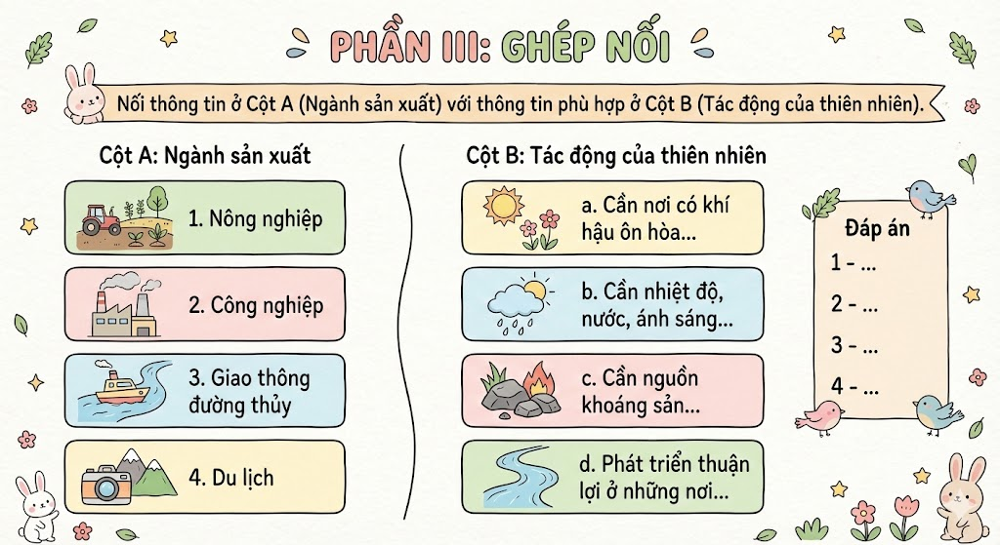 PHẦN III: GHÉP NỐI
Nối thông tin ở Cột A (Ngành sản xuất) với thông tin phù hợp ở Cột B (Tác động của thiên nhiên).
Cột A: Ngành sản xuất
1. Nông nghiệp
2. Công nghiệp
3. Giao thông
đường thủy
4. Du lịch
Cột B: Tác động của thiên nhiên
a. Cần nơi có khí
hậu ôn hòa...
b. Cần nhiệt độ,
nước, ánh sáng...
c. Cần nguồn
khoáng sản...
d. Phát triển thuận
lợi ở những nơi...
Đáp án
1 - ...
2 - ...
3 - ...
4 - ...